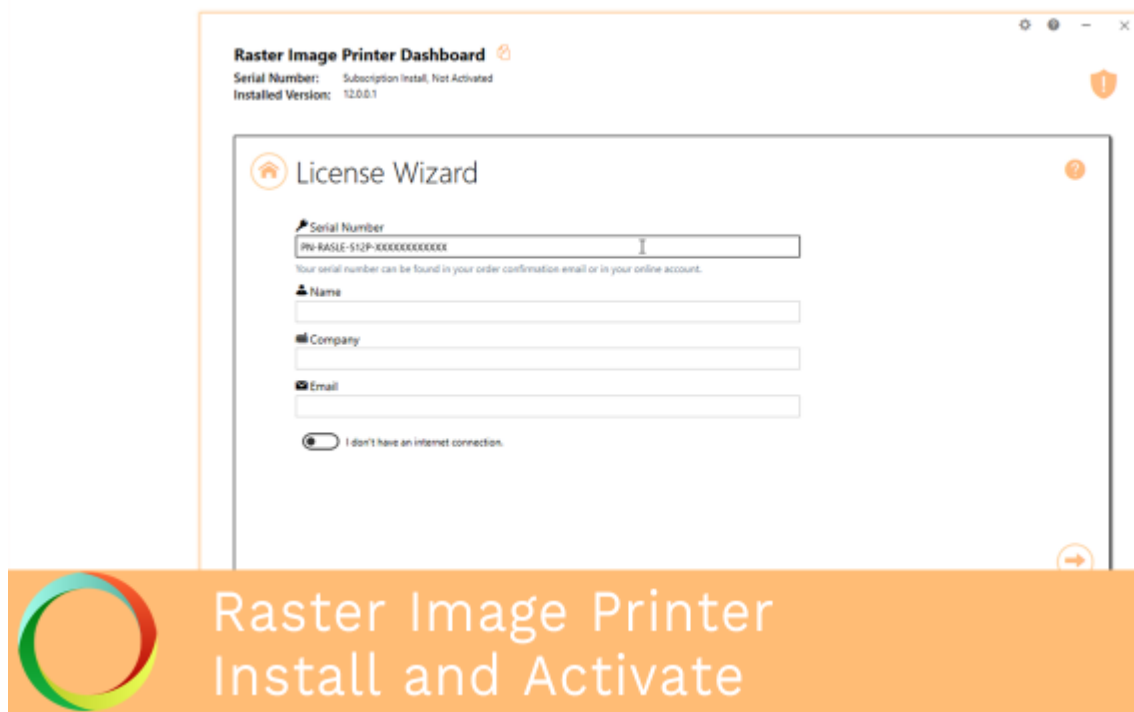 Raster Image Printer Dashboard
Serial Number: Subscription Install, Not Activated
Installed Version: 12.0.0.1
License Wizard
Serial Number
PN-RASLE-S12P-XXXXXXXXXXXX
Your serial number can be found in your order confirmation email or in your online account.
Name
Company
Email
I don't have an internet connection.
Raster Image Printer
Install and Activate